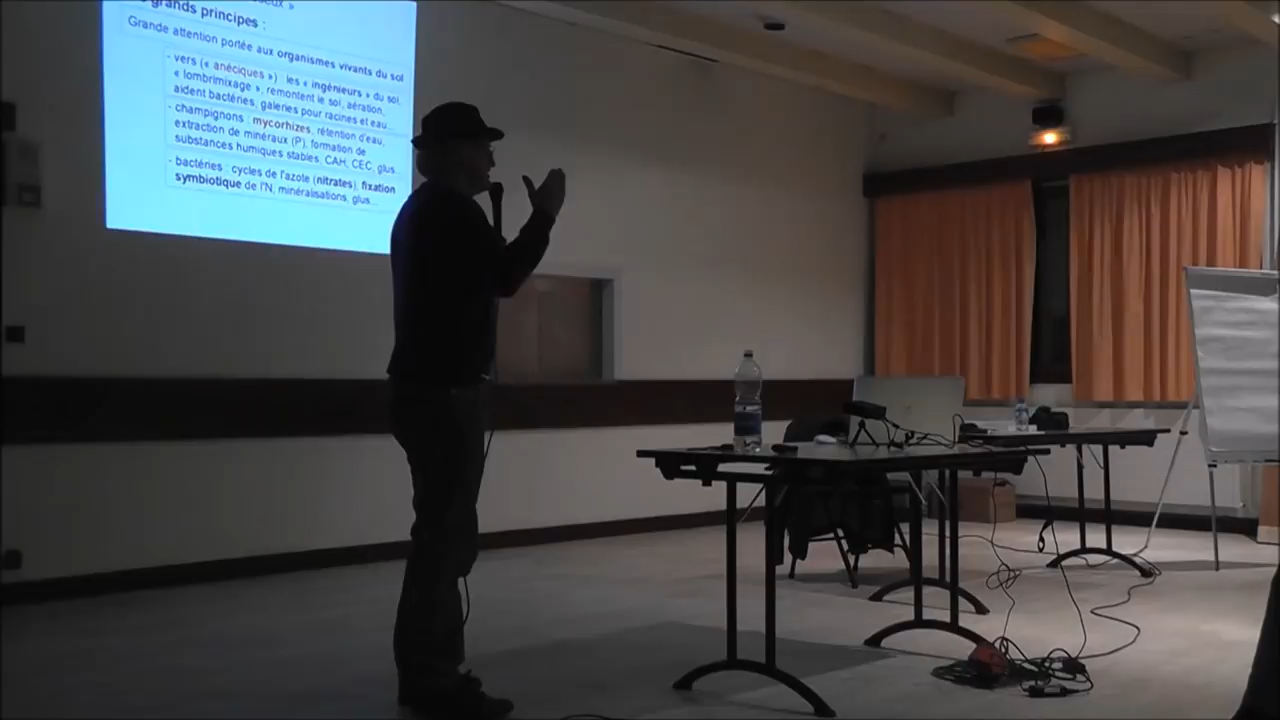 grands principes :
Grande attention portée aux organismes vivants du sol
- vers (« anéciques ») : les « ingénieurs » du sol,
« lombrimixage », remontent le sol, aération,
aident bactéries, galeries pour racines et eau...
- champignons : mycorhizes, rétention d'eau,
extraction de minéraux (P), formation de
substances humiques stables, CAH, CEC, glus...
- bactéries : cycles de l'azote (nitrates), fixation
symbiotique de l'N, minéralisations, glus...